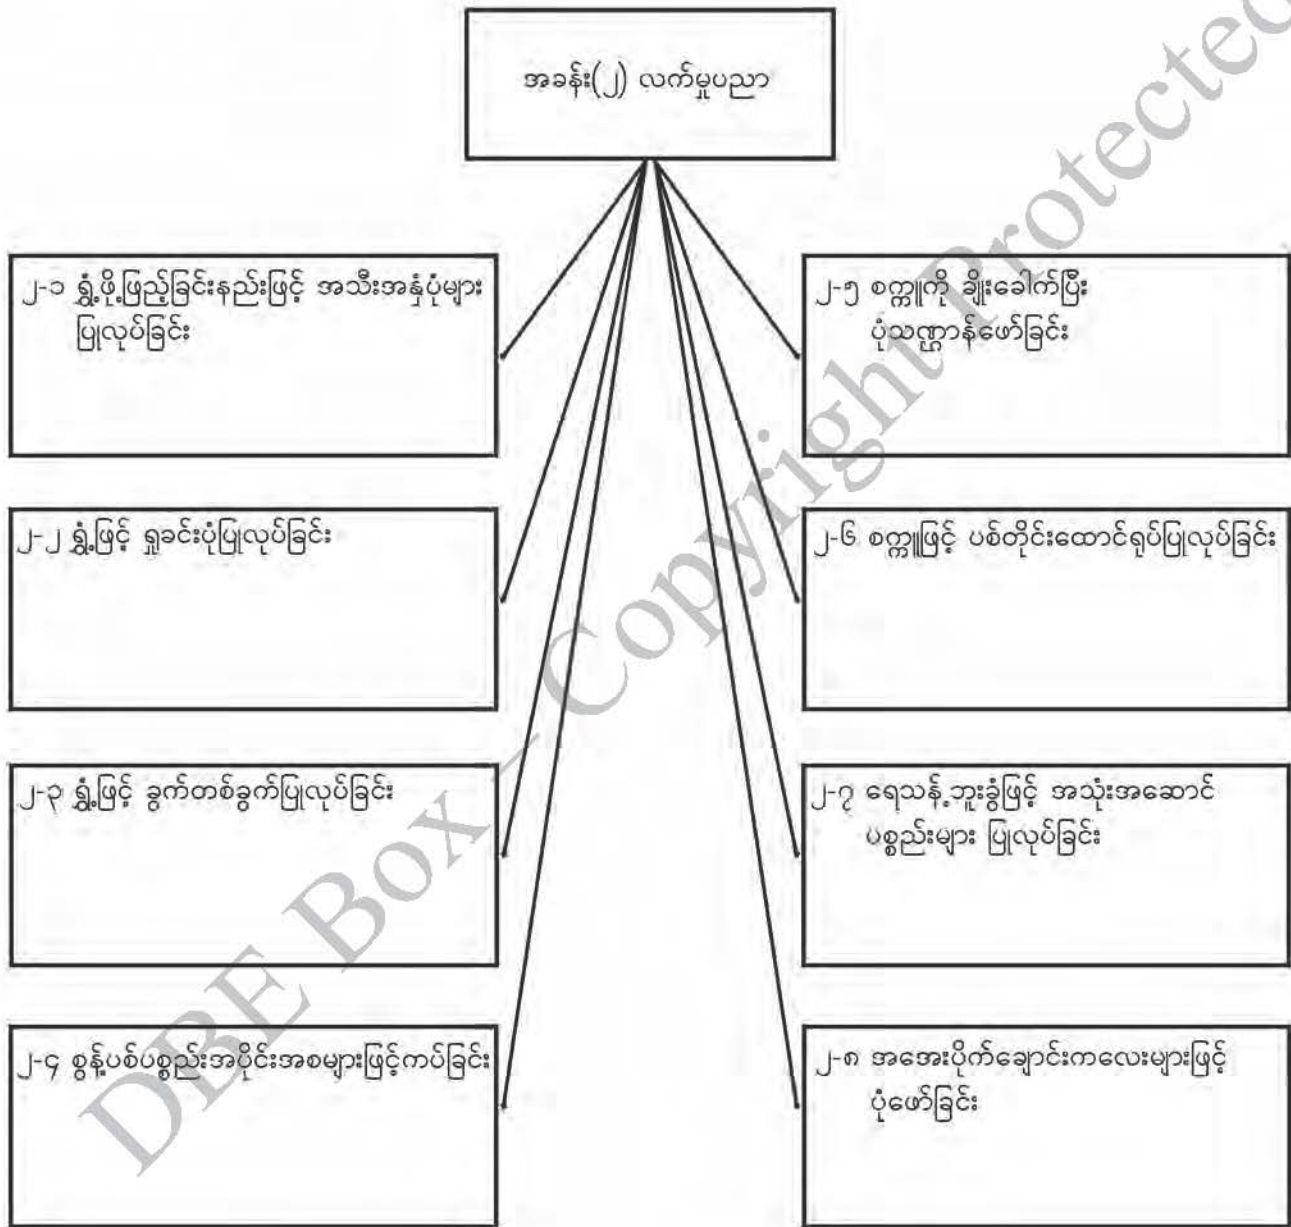 အခန်း(၂) လက်မှုပညာ
၂-၁ ရွှံ့ဖို့ဖြည့်ခြင်းနည်းဖြင့် အသီးအနှံပုံများ
ပြုလုပ်ခြင်း
၂-၂ ရွှံ့ဖြင့် ရှုခင်းပုံပြုလုပ်ခြင်း
၂-၃ ရွှံ့ဖြင့် ခွက်တစ်ခွက်ပြုလုပ်ခြင်း
၂-၄ စွန့်ပစ်ပစ္စည်းအပိုင်းအစများဖြင့်ကပ်ခြင်း
၂-၅ စက္ကူကို ချိုးခေါက်ပြီး
ပုံသဏ္ဌာန်ဖော်ခြင်း
၂-၆ စက္ကူဖြင့် ပစ်တိုင်းထောင်ရုပ်ပြုလုပ်ခြင်း
၂-၇ ရေသန့်ဘူးခွံဖြင့် အသုံးအဆောင်
ပစ္စည်းများ ပြုလုပ်ခြင်း
၂-၈ အအေးပိုက်ချောင်းကလေးများဖြင့်
ပုံဖော်ခြင်း
DBE Box – Copyright Protected